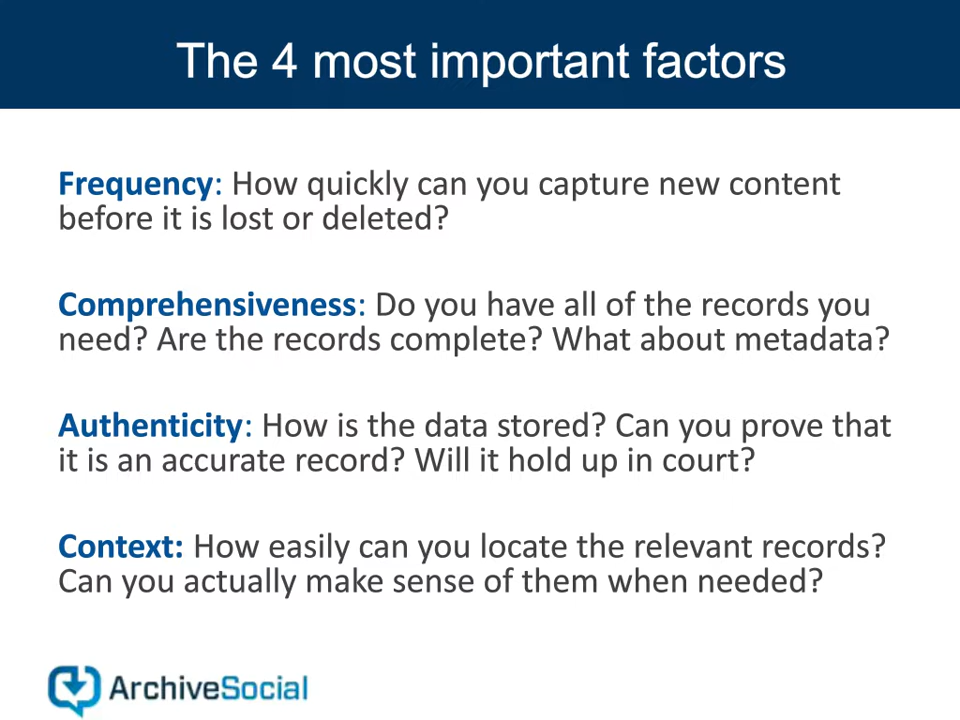 The 4 most important factors
Frequency: How quickly can you capture new content
before it is lost or deleted?
Comprehensiveness: Do you have all of the records you
need? Are the records complete? What about metadata?
Authenticity: How is the data stored? Can you prove that
it is an accurate record? Will it hold up in court?
Context: How easily can you locate the relevant records?
Can you actually make sense of them when needed?
ArchiveSocial